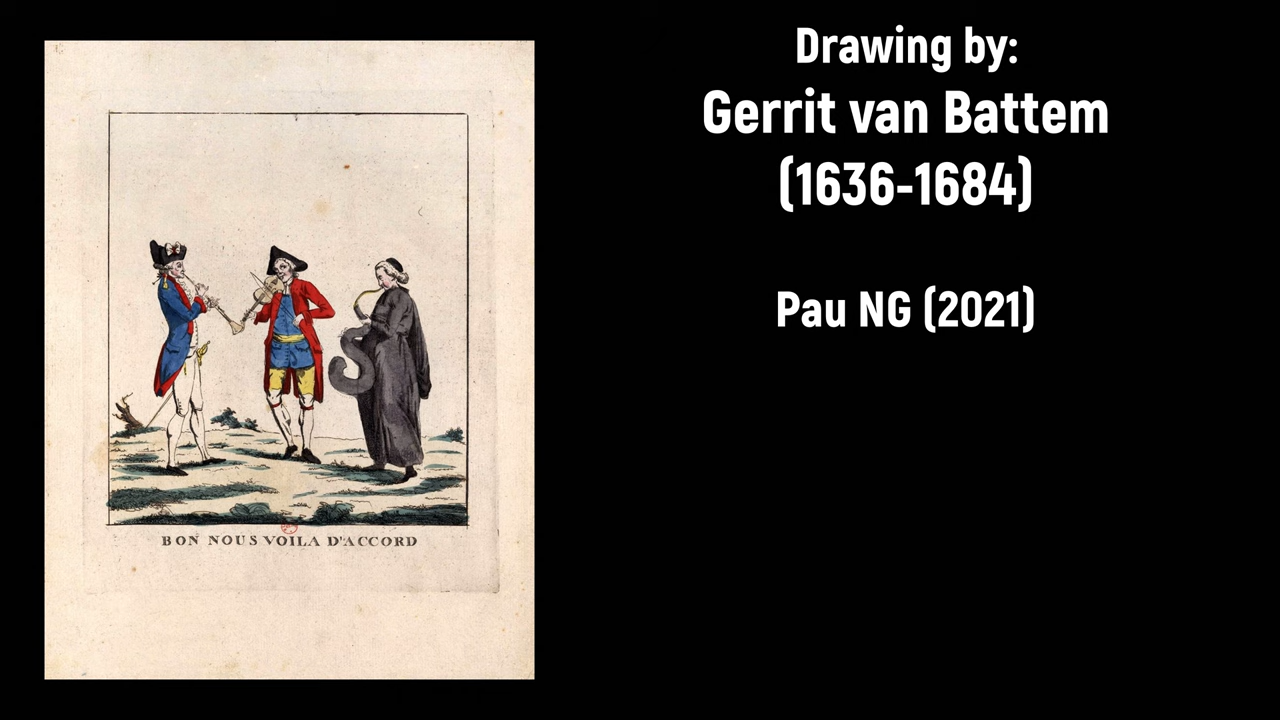 Drawing by:
Gerrit van Battem
(1636-1684)
Pau NG (2021)
BON NOUS VOILA D'ACCORD